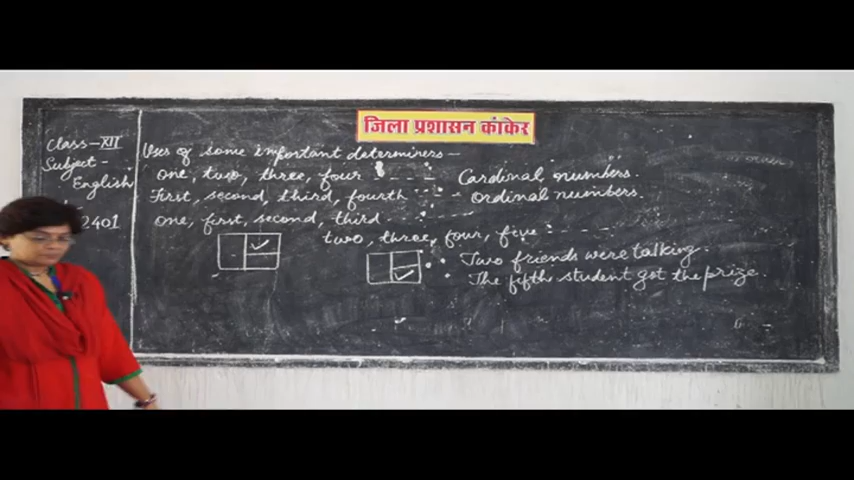 जिला प्रशासन कांकेर
Class-XII
Subject-
English
2401
Uses of some important determiners-
one, two, three, four - - - Cardinal numbers.
First, second, third, fourth - - - - ordinal numbers.
one, first, second, third - - - - -
two, three, four, five - - - -
Two friends were talking.
The fifth student got the prize.